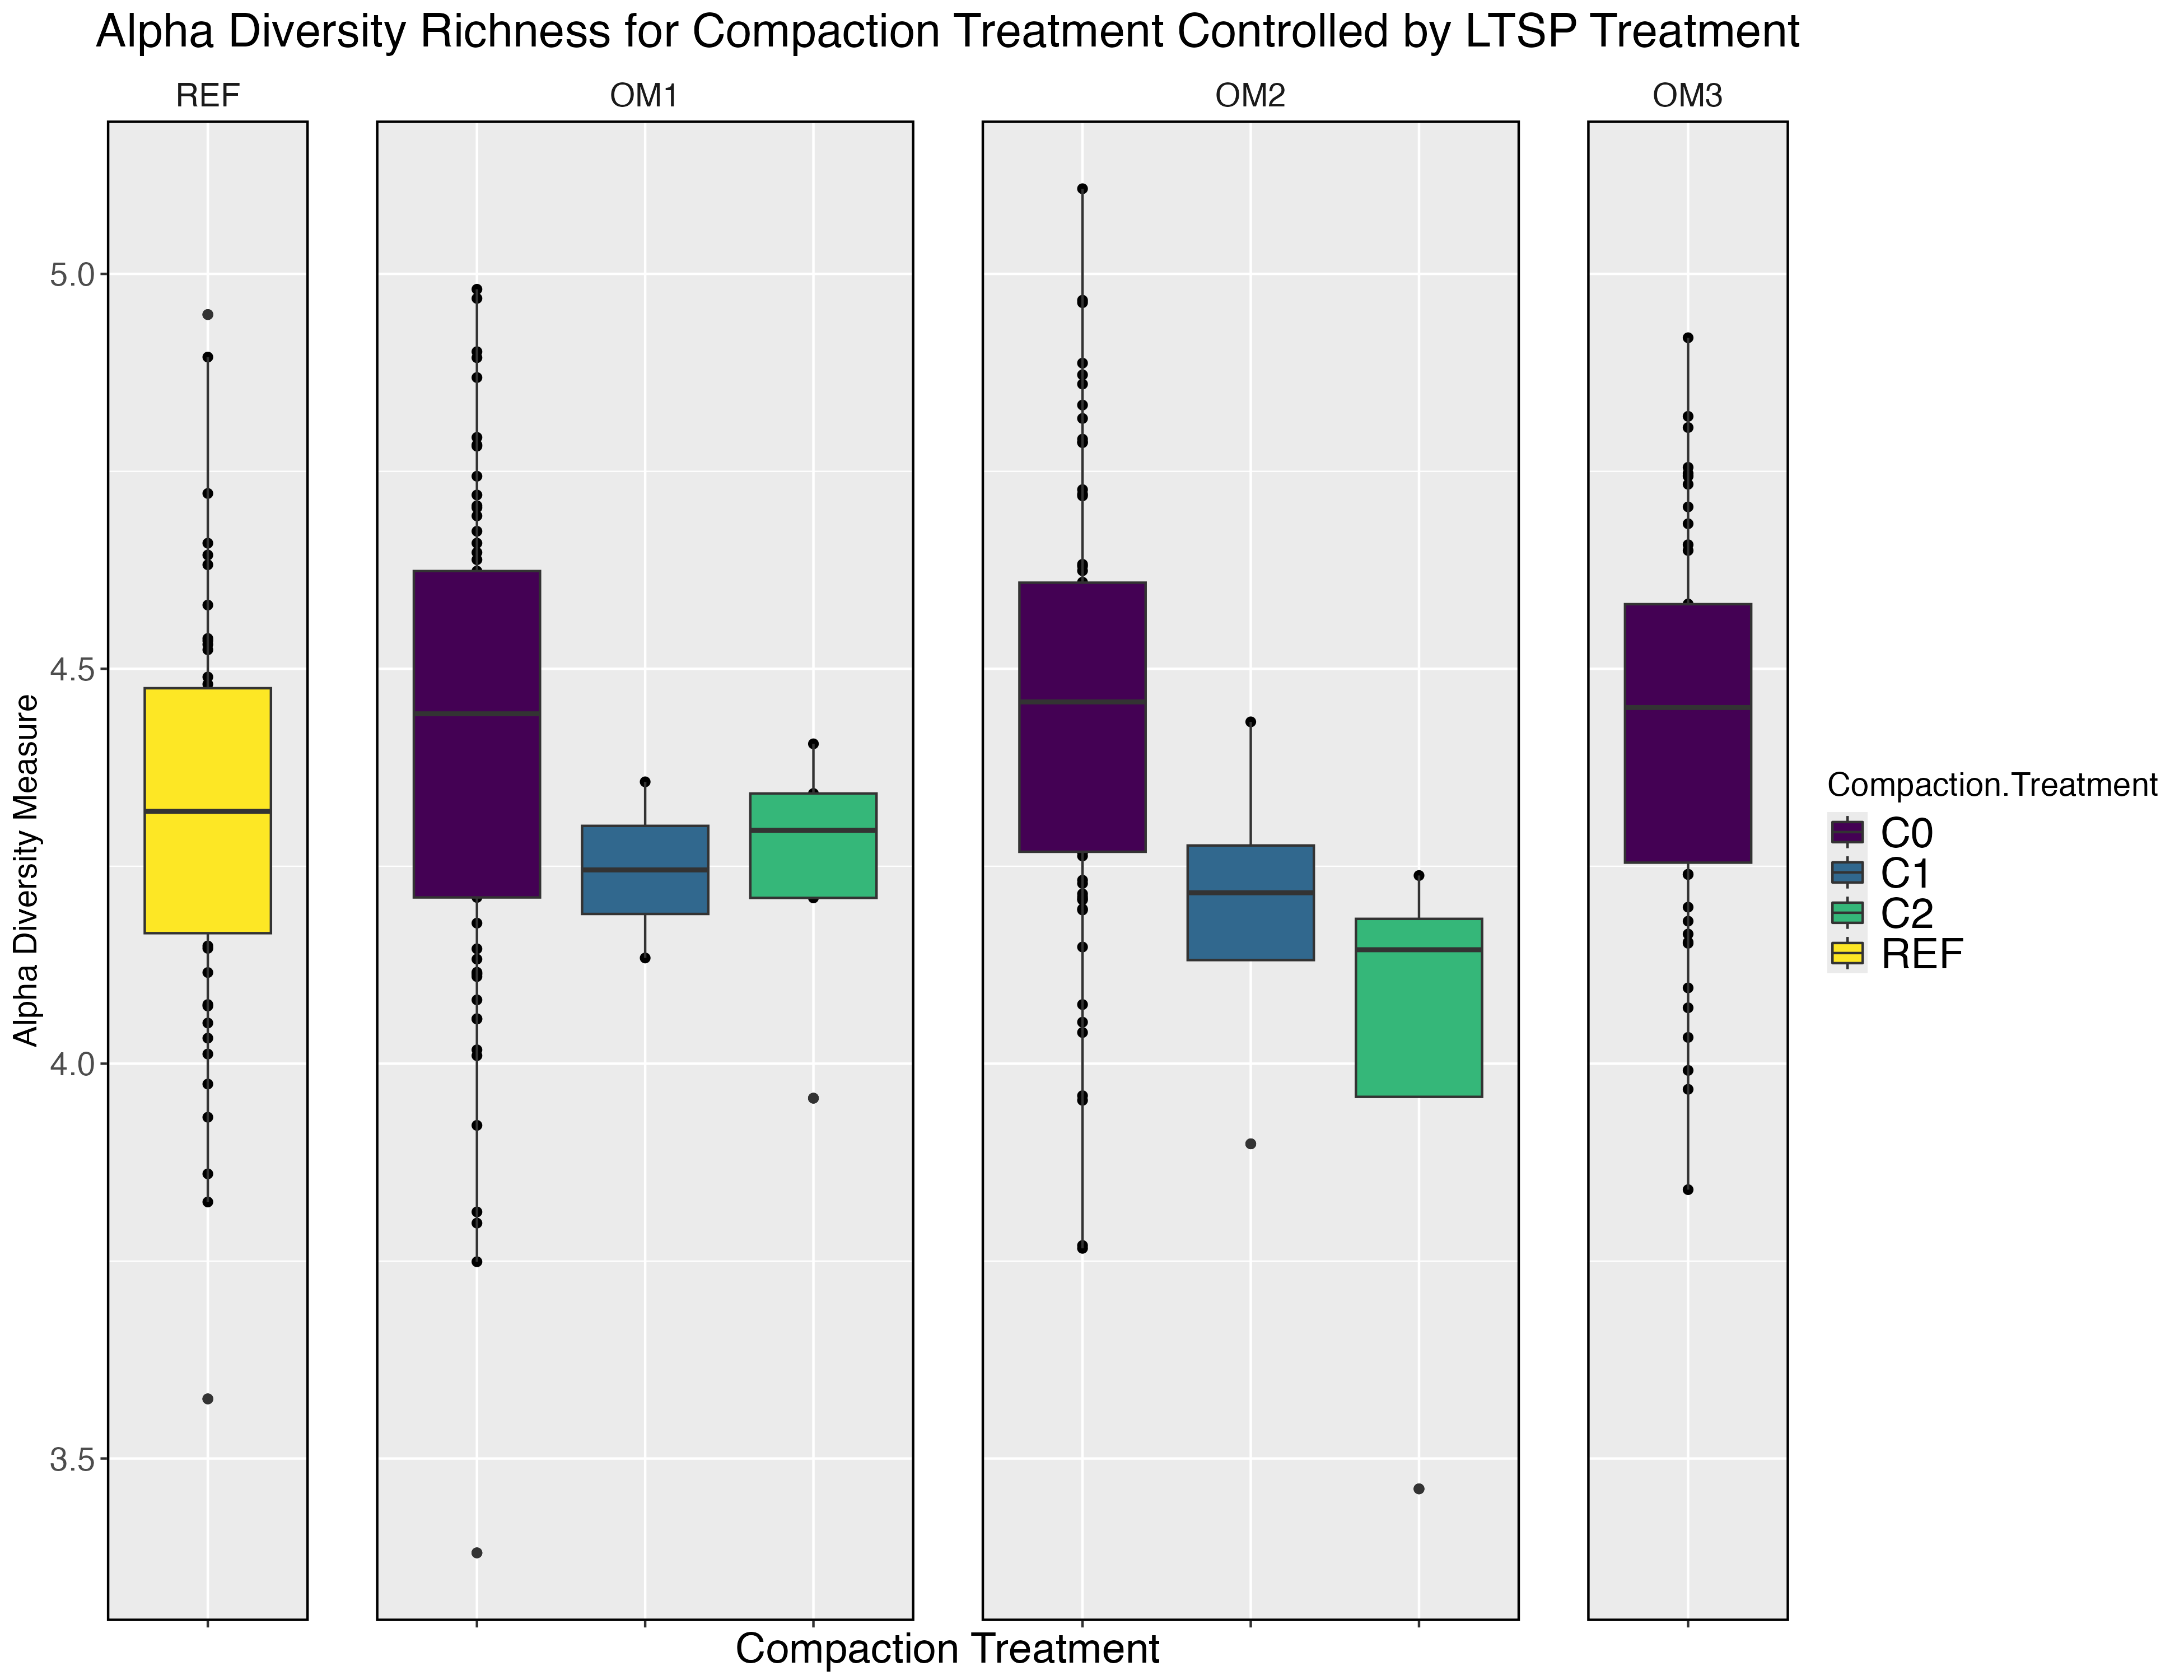 Alpha Diversity Richness for Compaction Treatment Controlled by LTSP Treatment
REF
OM1
OM2
OM3
5.0
4.5
4.0
3.5
Alpha Diversity Measure
Compaction Treatment
Compaction.Treatment
C0
C1
C2
REF